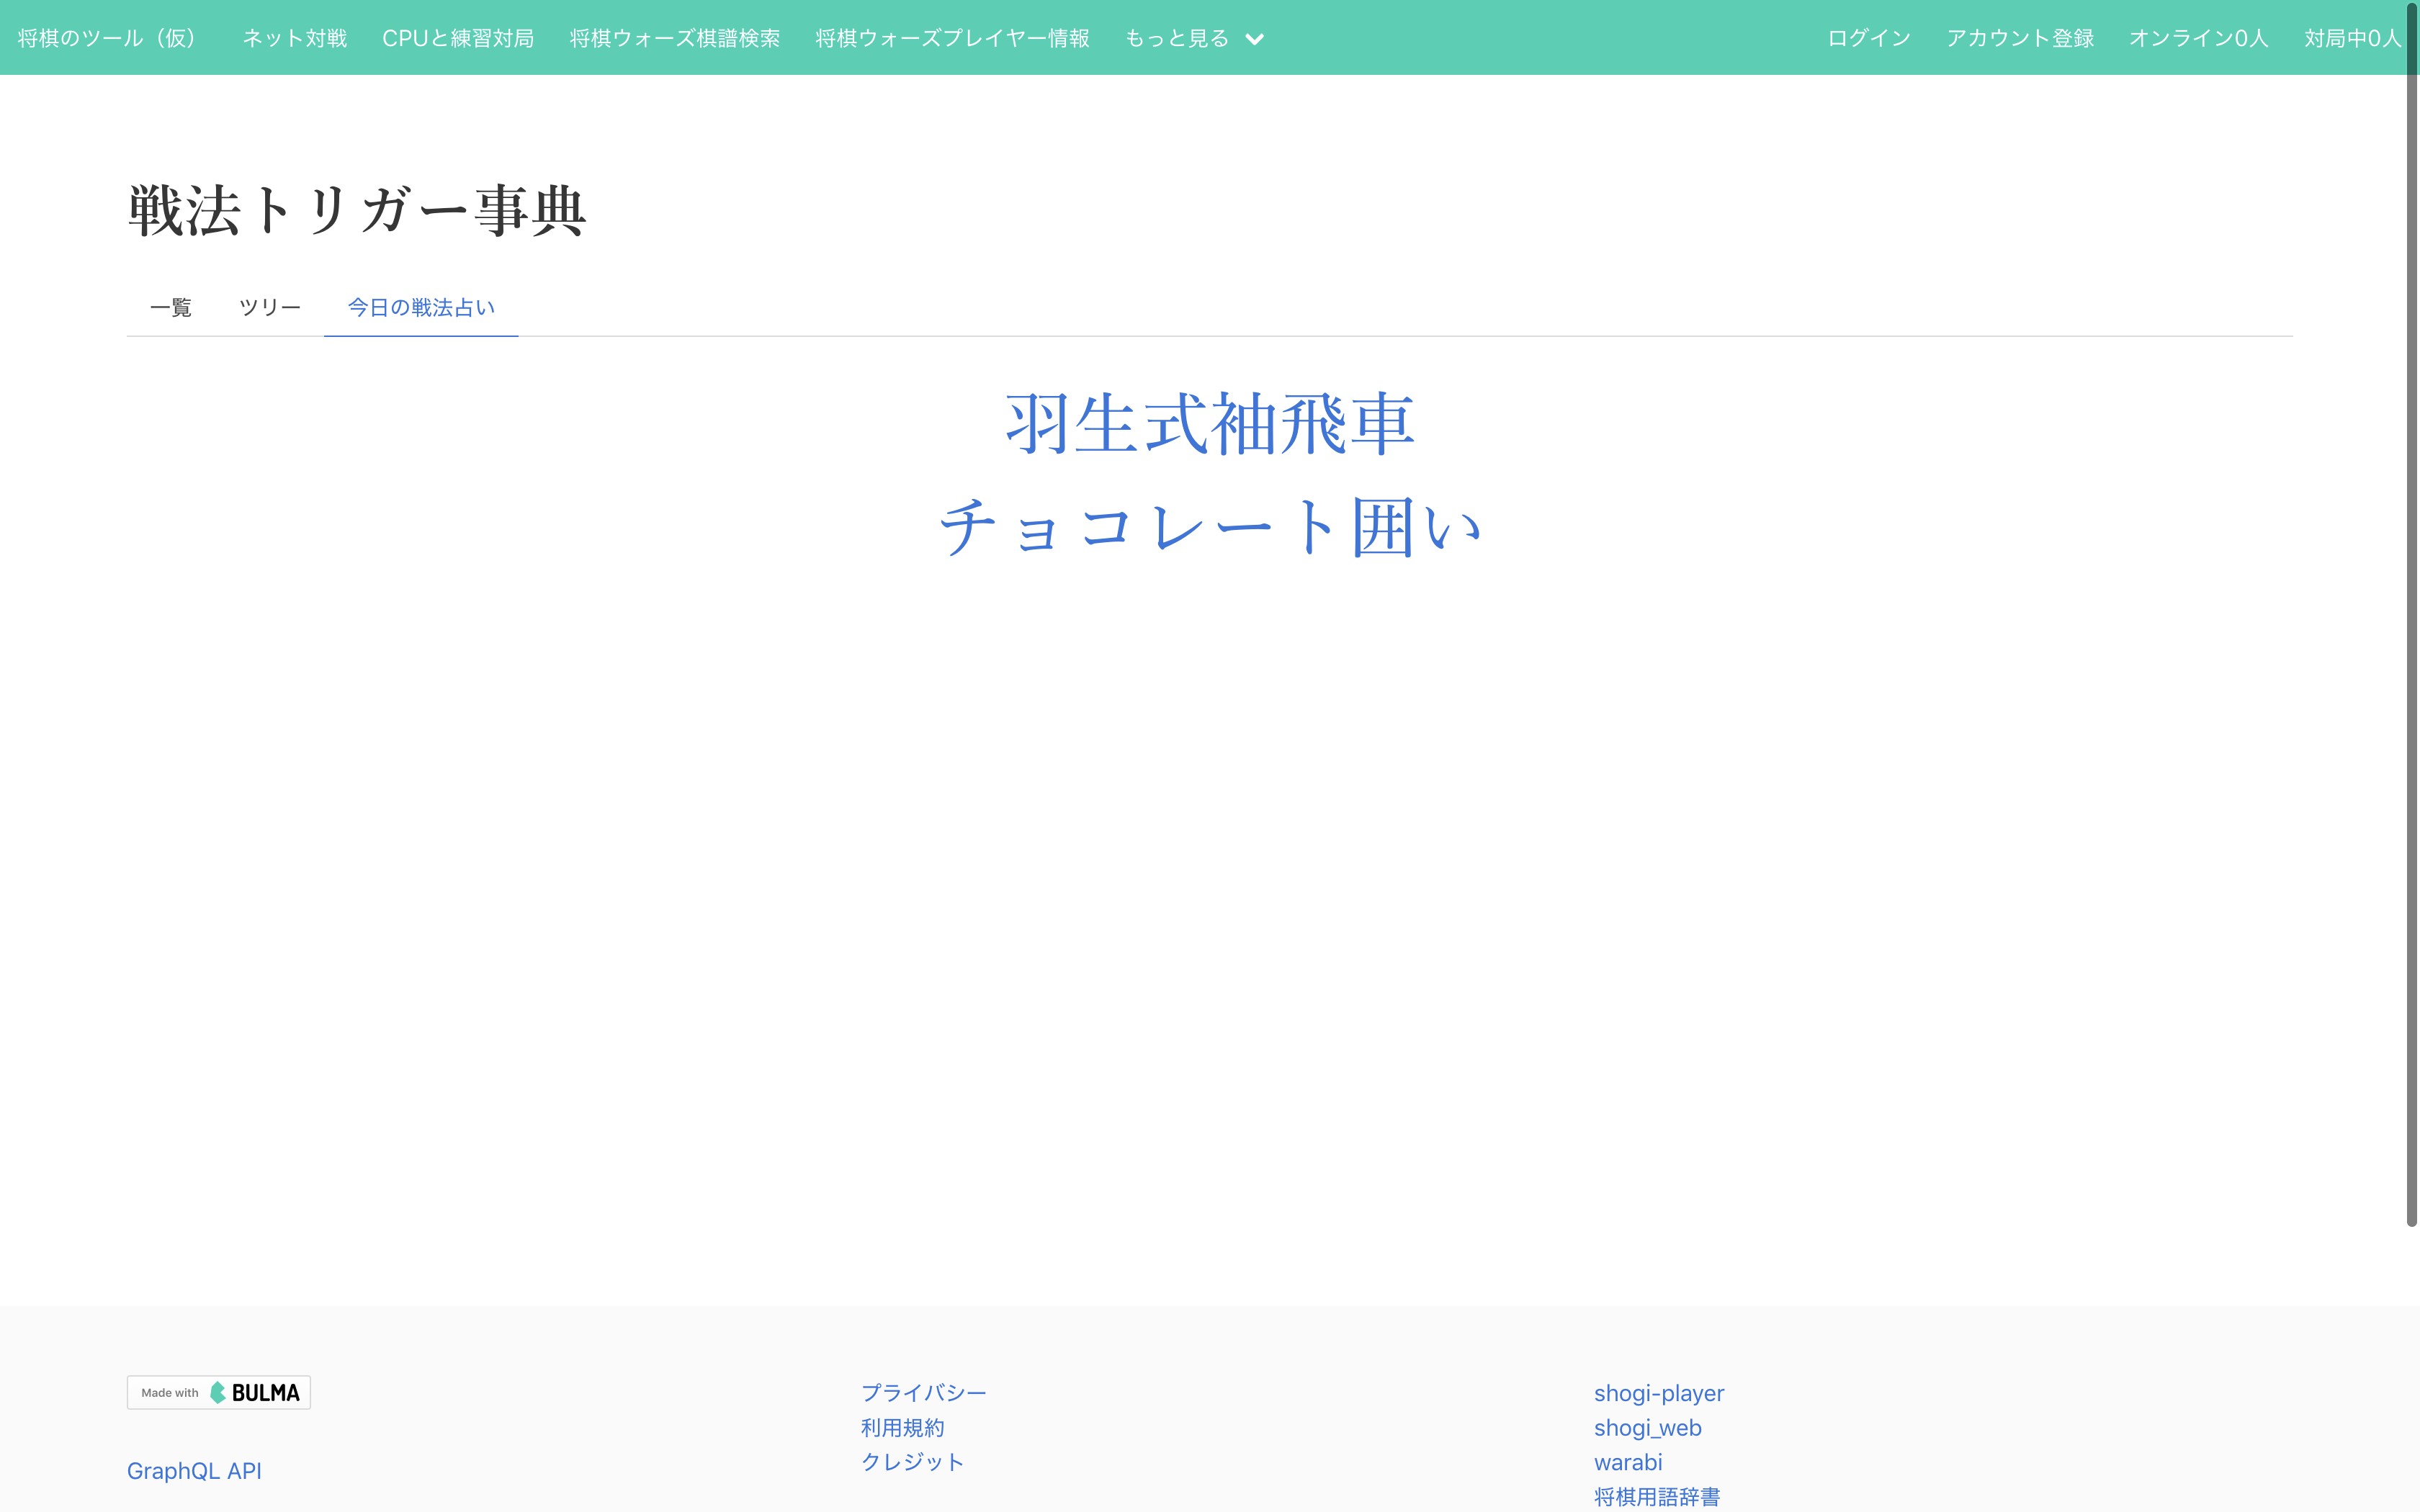 将棋のツール（仮） ネット対戦 CPUと練習対局 将棋ウォーズ棋譜検索 将棋ウォーズプレイヤー情報 もっと見る ログイン アカウント登録 オンライン0人 対局中0人
戦法トリガー事典
一覧 ツリー 今日の戦法占い
羽生式袖飛車
チョコレート囲い
Made with BULMA
GraphQL API
プライバシー
利用規約
クレジット
shogi-player
shogi_web
warabi
将棋用語辞書